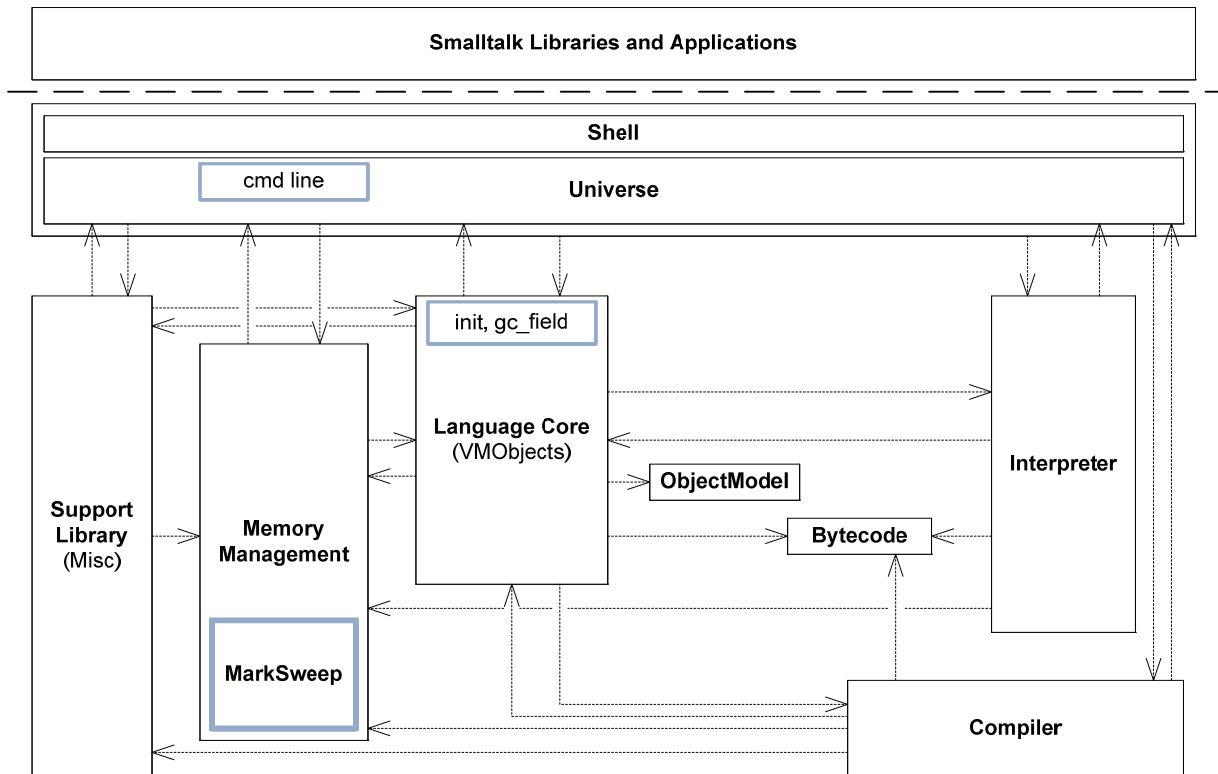 Smalltalk Libraries and Applications
Shell
cmd line
Universe
init, gc_field
Language Core
(VMObjects)
Interpreter
ObjectModel
Support
Library
(Misc)
Memory
Management
Bytecode
MarkSweep
Compiler